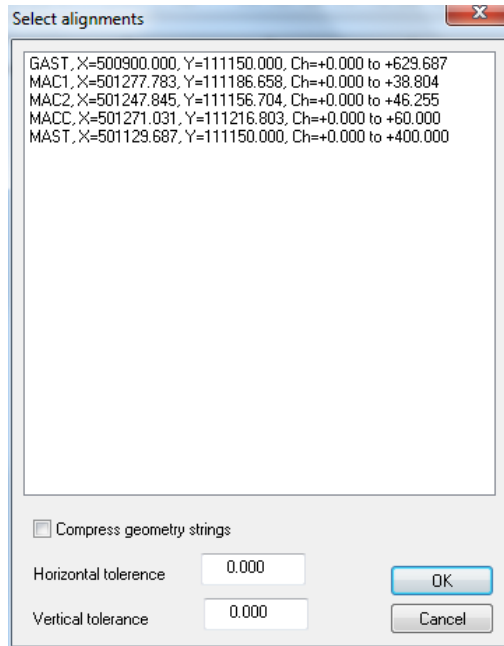 Select alignments
GAST, X=500900.000, Y=111150.000, Ch=+0.000 to +629.687
MAC1, X=501277.783, Y=111186.658, Ch=+0.000 to +38.804
MAC2, X=501247.845, Y=111156.704, Ch=+0.000 to +46.255
MACC, X=501271.031, Y=111216.803, Ch=+0.000 to +60.000
MAST, X=501129.687, Y=111150.000, Ch=+0.000 to +400.000
Compress geometry strings
Horizontal tolerence 0.000
OK
Vertical tolerance 0.000
Cancel